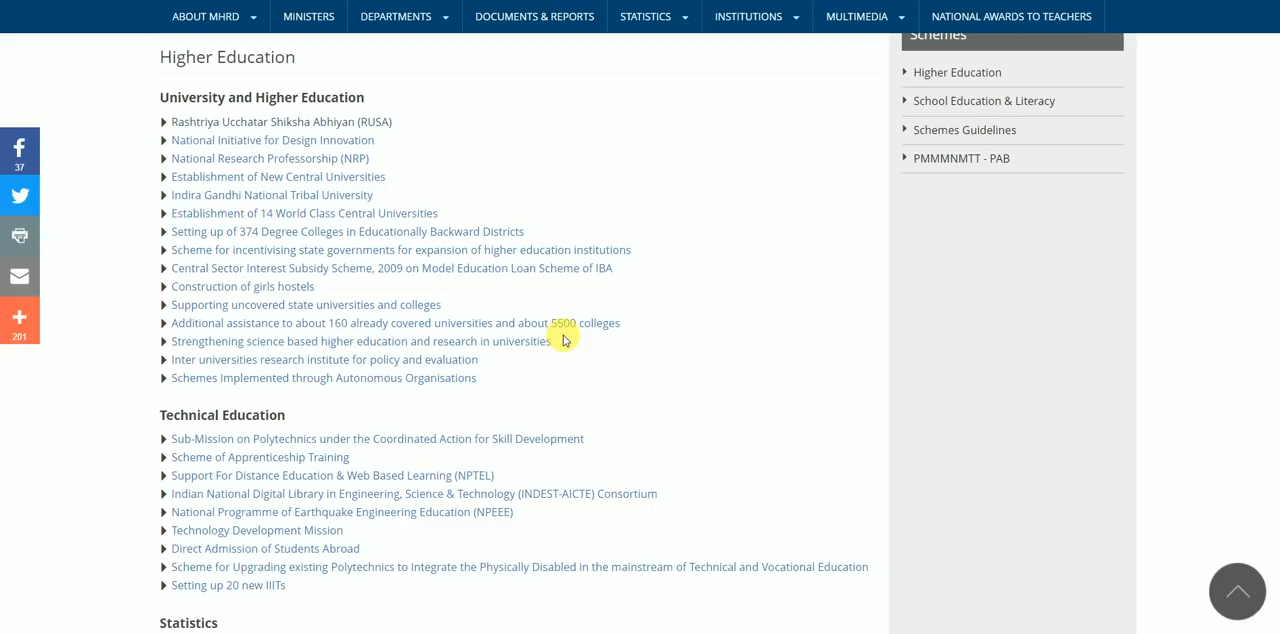 ABOUT MHRD MINISTERS DEPARTMENTS DOCUMENTS & REPORTS STATISTICS INSTITUTIONS MULTIMEDIA NATIONAL AWARDS TO TEACHERS
Higher Education
University and Higher Education
Rashtriya Ucchatar Shiksha Abhiyan (RUSA)
National Initiative for Design Innovation
National Research Professorship (NRP)
Establishment of New Central Universities
Indira Gandhi National Tribal University
Establishment of 14 World Class Central Universities
Setting up of 374 Degree Colleges in Educationally Backward Districts
Scheme for incentivising state governments for expansion of higher education institutions
Central Sector Interest Subsidy Scheme, 2009 on Model Education Loan Scheme of IBA
Construction of girls hostels
Supporting uncovered state universities and colleges
Additional assistance to about 160 already covered universities and about 5500 colleges
Strengthening science based higher education and research in universities
Inter universities research institute for policy and evaluation
Schemes Implemented through Autonomous Organisations
Technical Education
Sub-Mission on Polytechnics under the Coordinated Action for Skill Development
Scheme of Apprenticeship Training
Support For Distance Education & Web Based Learning (NPTEL)
Indian National Digital Library in Engineering, Science & Technology (INDEST-AICTE) Consortium
National Programme of Earthquake Engineering Education (NPEEE)
Technology Development Mission
Direct Admission of Students Abroad
Scheme for Upgrading existing Polytechnics to Integrate the Physically Disabled in the mainstream of Technical and Vocational Education
Setting up 20 new IIITs
Statistics
Schemes
Higher Education
School Education & Literacy
Schemes Guidelines
PMMMNMTT - PAB
37
201